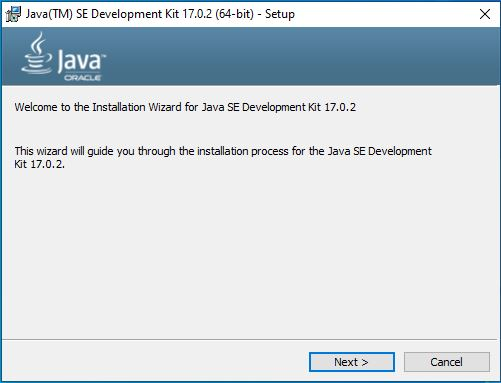 Java(TM) SE Development Kit 17.0.2 (64-bit) - Setup
Java
ORACLE
Welcome to the Installation Wizard for Java SE Development Kit 17.0.2
This wizard will guide you through the installation process for the Java SE Development
Kit 17.0.2.
Next >
Cancel